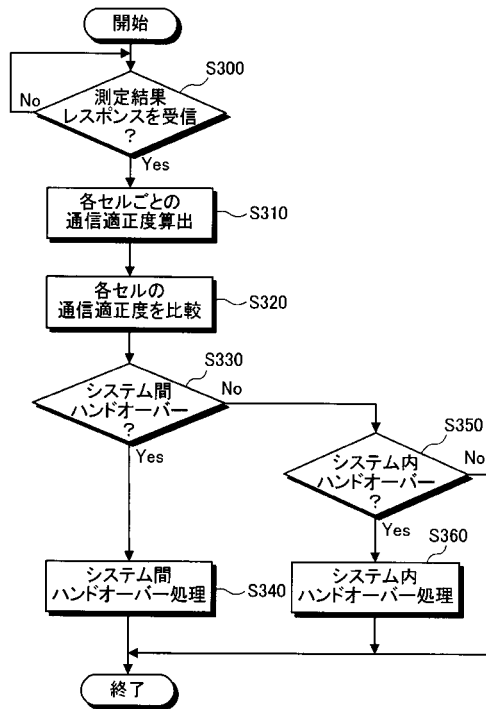 開始
S300
No
測定結果
レスポンスを受信
?
Yes
各セルごとの
通信適正度算出
S310
各セルの
通信適正度を比較
S320
S330
システム間
ハンドオーバー
?
No
Yes
S350
システム内
ハンドオーバー
?
No
Yes
システム間
ハンドオーバー処理
S340
S360
システム内
ハンドオーバー処理
終了